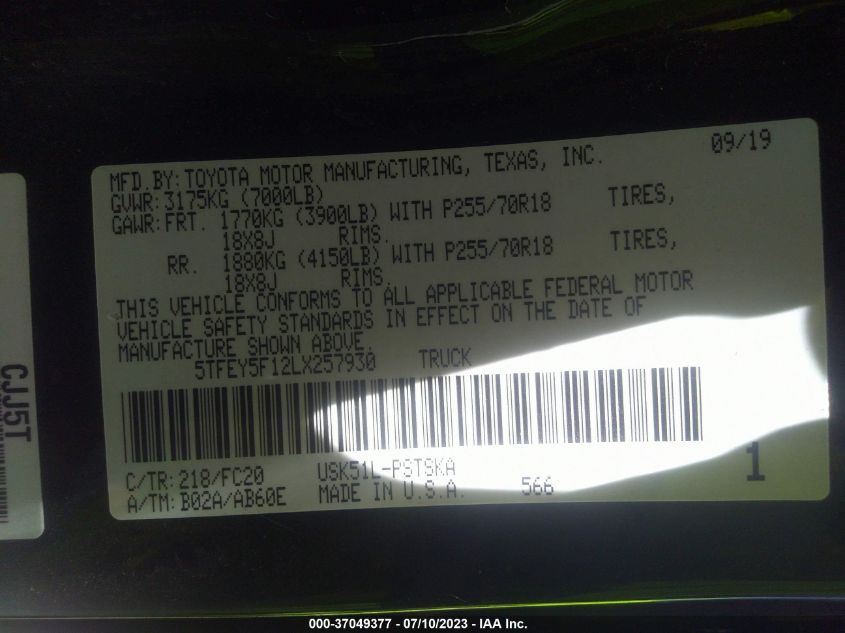 09/19
MFD.BY: TOYOTA MOTOR MANUFACTURING, TEXAS, INC.
GVWR: 3175KG (7000LB)
GAWR: FRT. 1770KG (3900LB) WITH P255/70R18 TIRES,
18X8J RIMS.
RR. 1880KG (4150LB) WITH P255/70R18 TIRES,
18X8J RIMS.
THIS VEHICLE CONFORMS TO ALL APPLICABLE FEDERAL MOTOR
VEHICLE SAFETY STANDARDS IN EFFECT ON THE DATE OF
MANUFACTURE SHOWN ABOVE.
5TFEY5F12LX257930 TRUCK
C/TR: 218/FC20 USK51L-PSTSKA
A/TM: B02A/AB60E MADE IN U.S.A. 566
1
CJJ5T
000-37049377 - 07/10/2023 - IAA Inc.